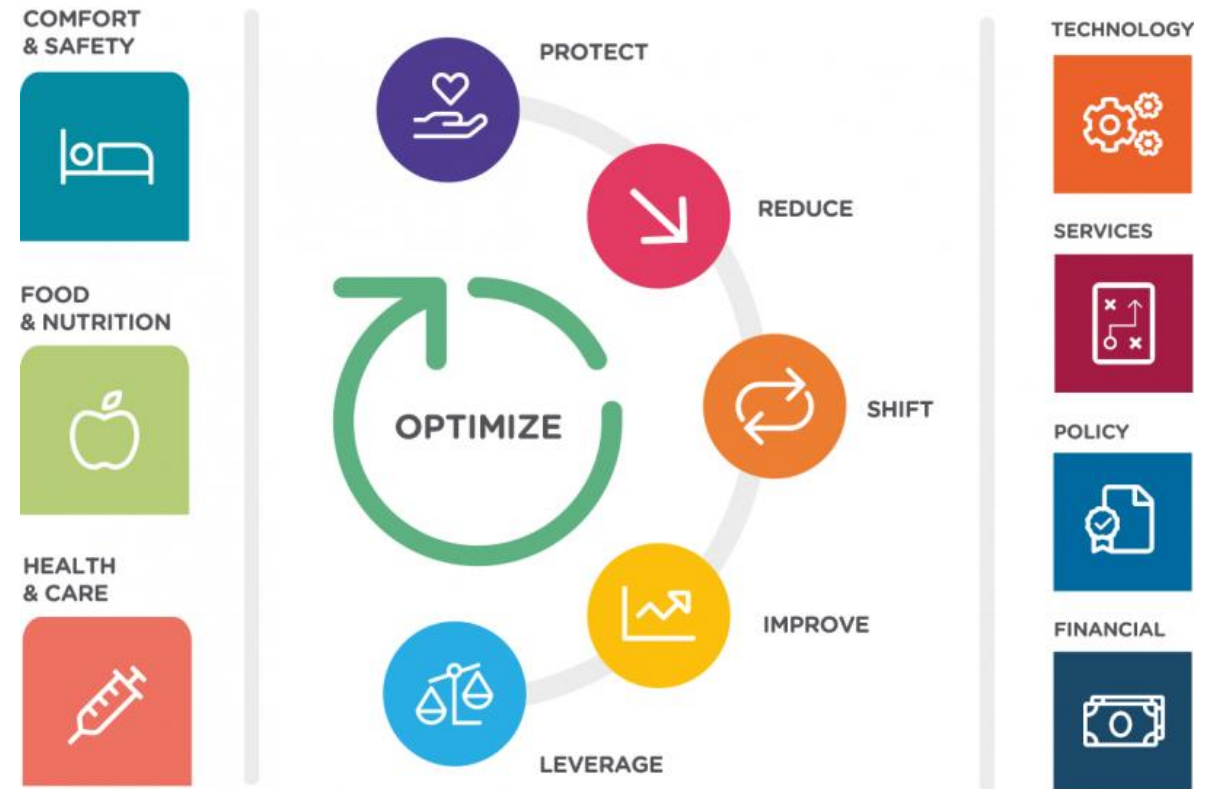 COMFORT
& SAFETY
FOOD
& NUTRITION
HEALTH
& CARE
PROTECT
REDUCE
SHIFT
IMPROVE
LEVERAGE
OPTIMIZE
TECHNOLOGY
SERVICES
POLICY
FINANCIAL